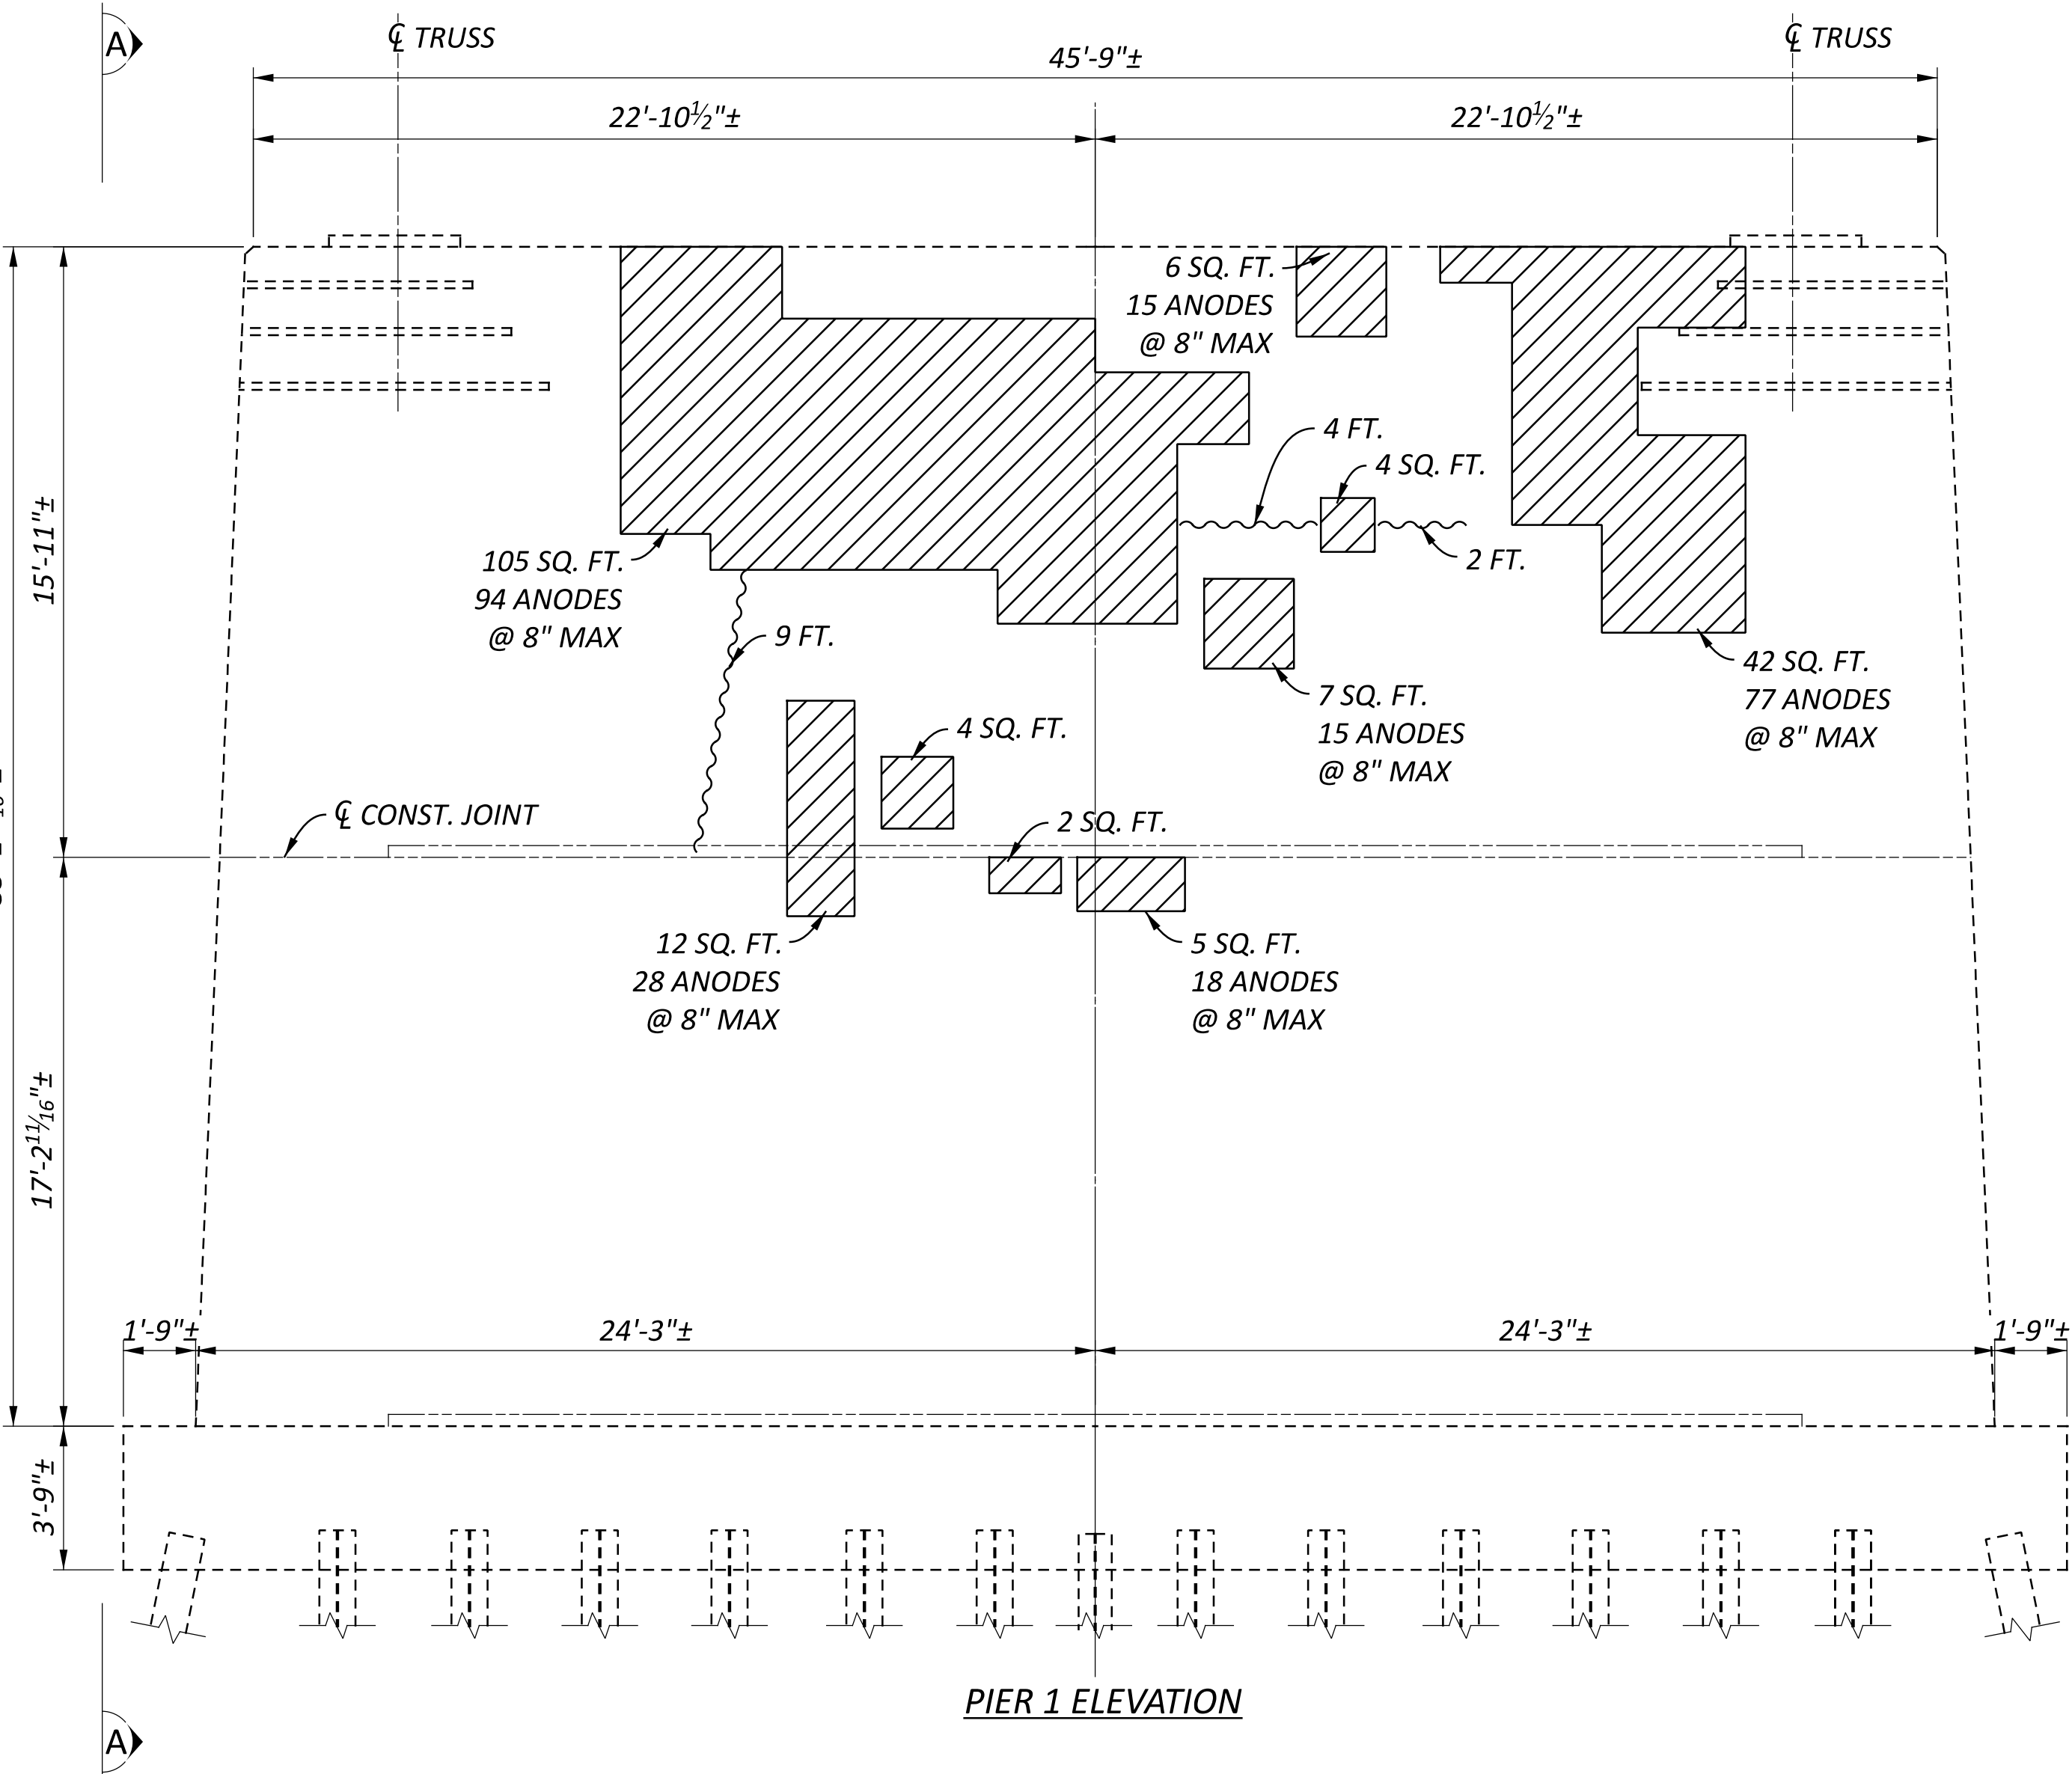 A
℄ TRUSS
℄ TRUSS
45'-9"±
22'-10½"±
22'-10½"±
6 SQ. FT.
15 ANODES
@ 8" MAX
4 FT.
4 SQ. FT.
2 FT.
15'-11"±
105 SQ. FT.
94 ANODES
@ 8" MAX
9 FT.
42 SQ. FT.
77 ANODES
@ 8" MAX
7 SQ. FT.
15 ANODES
@ 8" MAX
4 SQ. FT.
℄ CONST. JOINT
2 SQ. FT.
12 SQ. FT.
28 ANODES
@ 8" MAX
5 SQ. FT.
18 ANODES
@ 8" MAX
17'-2 11/16"±
1'-9"±
24'-3"±
24'-3"±
1'-9"±
3'-9"±
PIER 1 ELEVATION
A